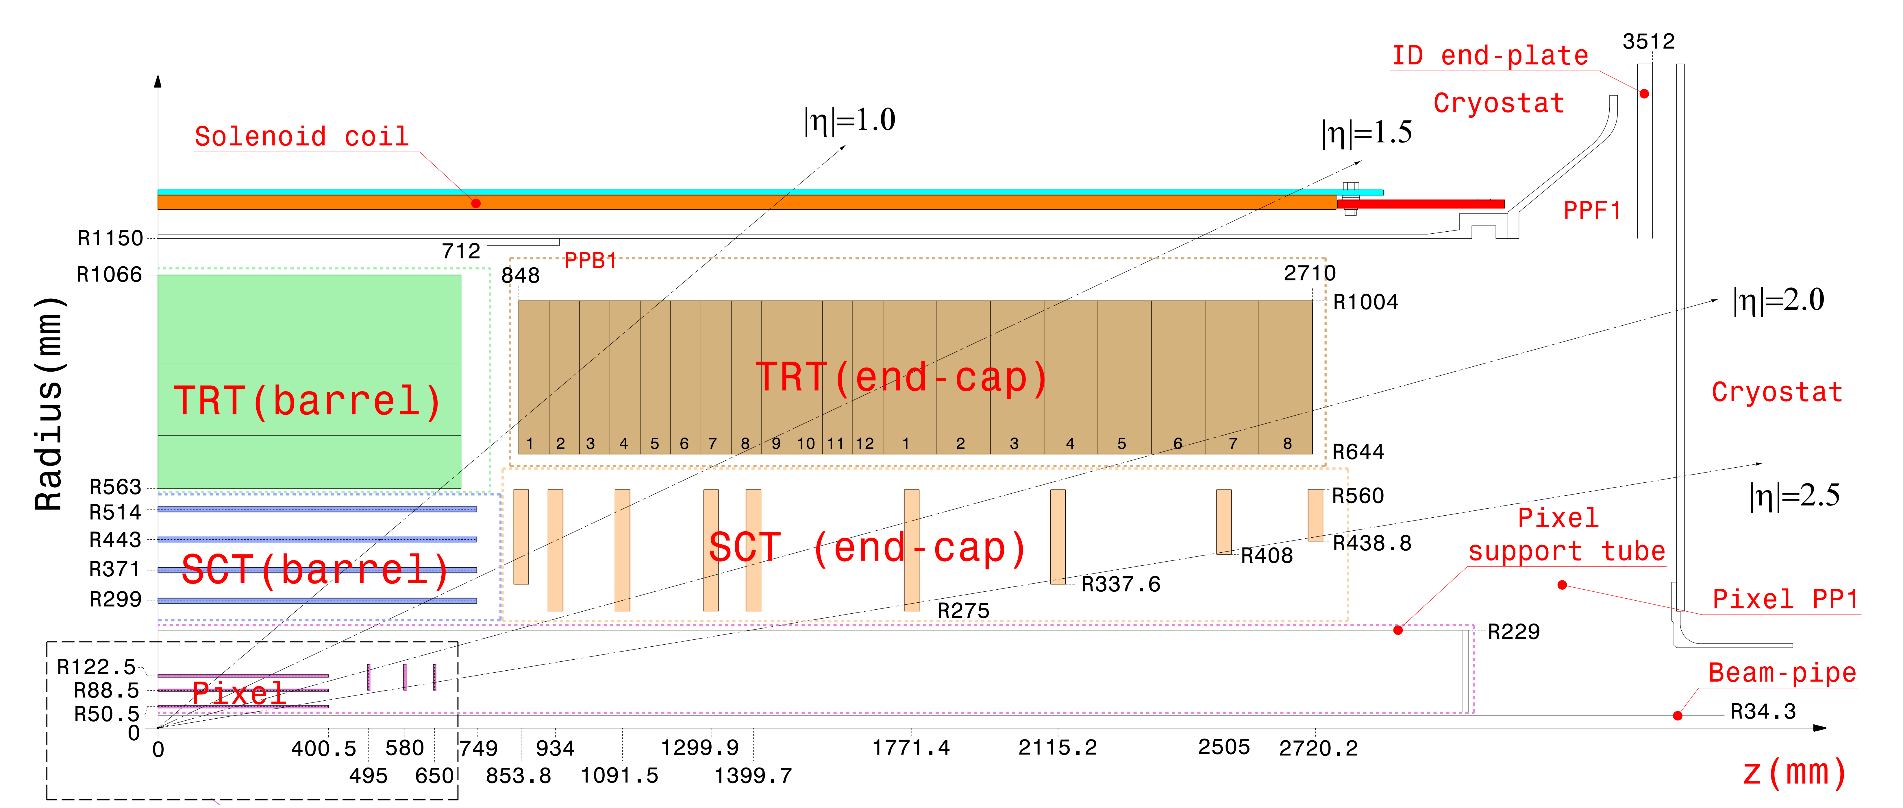 3512
ID end-plate
Cryostat
|η|=1.0
|η|=1.5
Solenoid coil
PPF1
R1150
712
PPB1
R1066
848
2710
R1004
|η|=2.0
Radius(mm)
TRT(barrel)
TRT(end-cap)
Cryostat
1 2 3 4 5 6 7 8 9 10 11 12 1 2 3 4 5 6 7 8
R644
R563
R560
|η|=2.5
R514
Pixel
support tube
R443
SCT(barrel)
SCT (end-cap)
R438.8
R408
R371
R337.6
R299
R275
Pixel PP1
R229
R122.5
R88.5
Pixel
R50.5
Beam-pipe
R34.3
0
0 400.5 580 749 934 1299.9 1771.4 2115.2 2505 2720.2
495 650 853.8 1091.5 1399.7
z(mm)